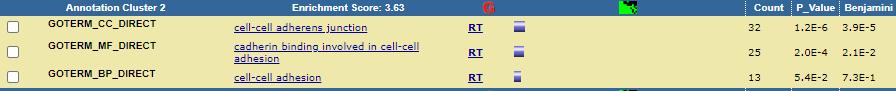 Annotation Cluster 2 Enrichment Score: 3.63 G Count P_Value Benjamini
GOTERM_CC_DIRECT cell-cell adherens junction RT 32 1.2E-6 3.9E-5
GOTERM_MF_DIRECT cadherin binding involved in cell-cell adhesion RT 25 2.0E-4 2.1E-2
GOTERM_BP_DIRECT cell-cell adhesion RT 13 5.4E-2 7.3E-1